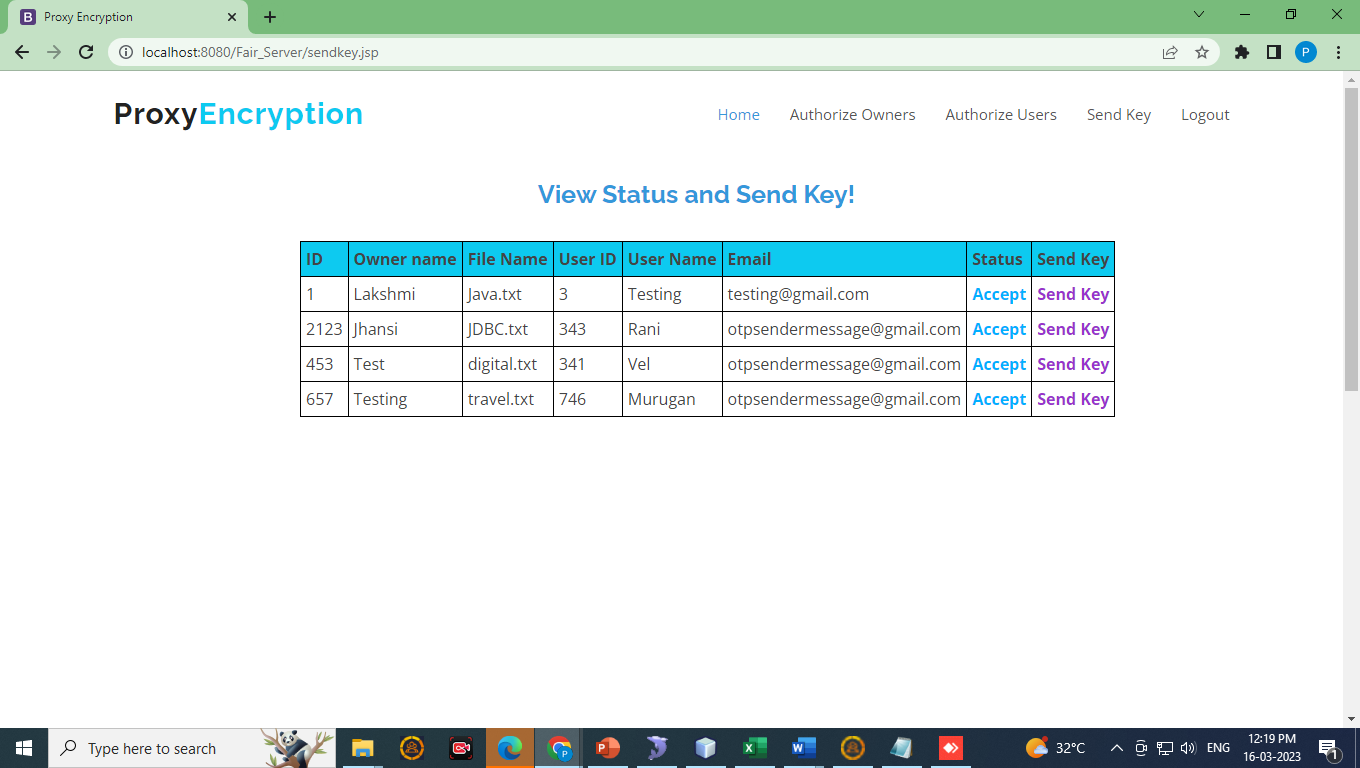 Proxy Encryption
localhost:8080/Fair_Server/sendkey.jsp
P
ProxyEncryption
Home Authorize Owners Authorize Users Send Key Logout
View Status and Send Key!
ID Owner name File Name User ID User Name Email Status Send Key
1 Lakshmi Java.txt 3 Testing testing@gmail.com Accept Send Key
2123 Jhansi JDBC.txt 343 Rani otpsendermessage@gmail.com Accept Send Key
453 Test digital.txt 341 Vel otpsendermessage@gmail.com Accept Send Key
657 Testing travel.txt 746 Murugan otpsendermessage@gmail.com Accept Send Key
Type here to search
32°C
ENG
12:19 PM
16-03-2023
1